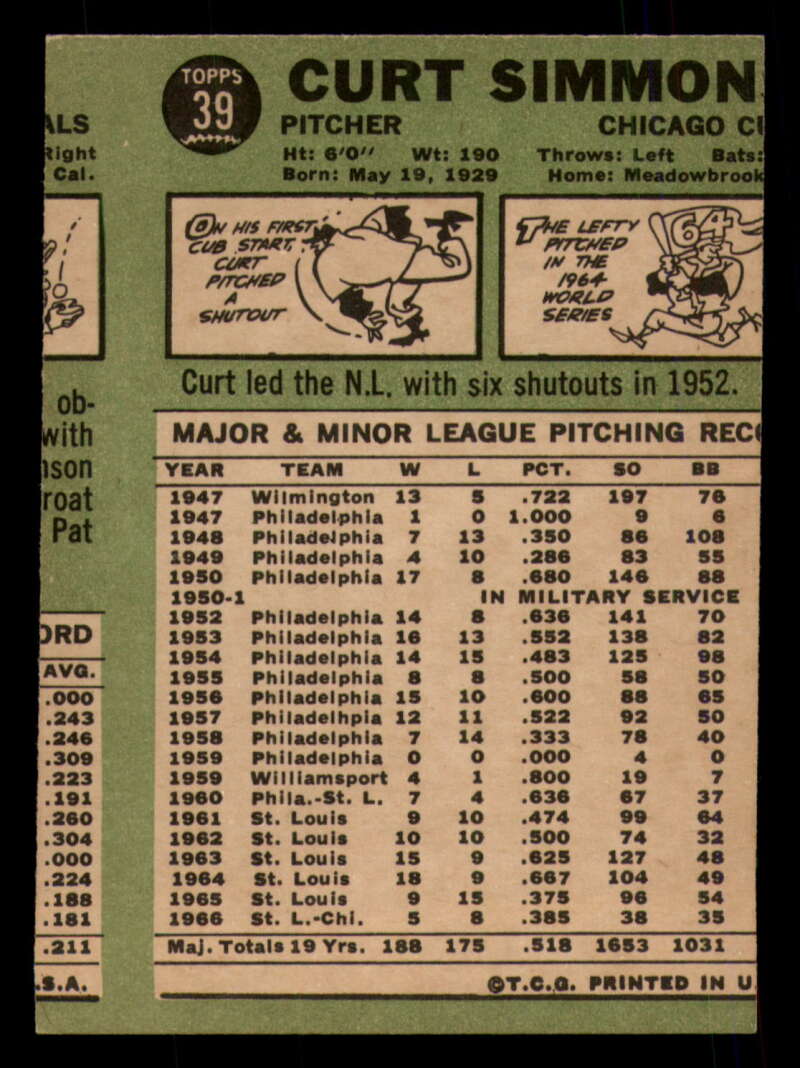 ALS
Right
Cal.
ob-
with
nson
roat
Pat
ORD
AVG.
.000
.243
.246
.309
.223
.191
.260
.304
.000
.224
.188
.181
.211
.S.A.
TOPPS
39
CURT SIMMON
PITCHER CHICAGO CU
Ht: 6'0" Wt: 190 Throws: Left Bats:
Born: May 19, 1929 Home: Meadowbrook
ON HIS FIRST
CUB START
CURT
PITCHED
A
SHUTOUT
THE LEFTY
PITCHED
IN THE
1964
WORLD
SERIES
64
Curt led the N.L. with six shutouts in 1952.
MAJOR & MINOR LEAGUE PITCHING RECO
YEAR TEAM W L PCT. SO BB
1947 Wilmington 13 5 .722 197 76
1947 Philadelphia 1 0 1.000 9 6
1948 Philadelphia 7 13 .350 86 108
1949 Philadelphia 4 10 .286 83 55
1950 Philadelphia 17 8 .680 146 88
1950-1 IN MILITARY SERVICE
1952 Philadelphia 14 8 .636 141 70
1953 Philadelphia 16 13 .552 138 82
1954 Philadelphia 14 15 .483 125 98
1955 Philadelphia 8 8 .500 58 50
1956 Philadelphia 15 10 .600 88 65
1957 Philadelhpia 12 11 .522 92 50
1958 Philadelphia 7 14 .333 78 40
1959 Philadelphia 0 0 .000 4 0
1959 Williamsport 4 1 .800 19 7
1960 Phila.-St. L. 7 4 .636 67 37
1961 St. Louis 9 10 .474 99 64
1962 St. Louis 10 10 .500 74 32
1963 St. Louis 15 9 .625 127 48
1964 St. Louis 18 9 .667 104 49
1965 St. Louis 9 15 .375 96 54
1966 St. L.-Chi. 5 8 .385 38 35
Maj. Totals 19 Yrs. 188 175 .518 1653 1031
©T.C.G. PRINTED IN U